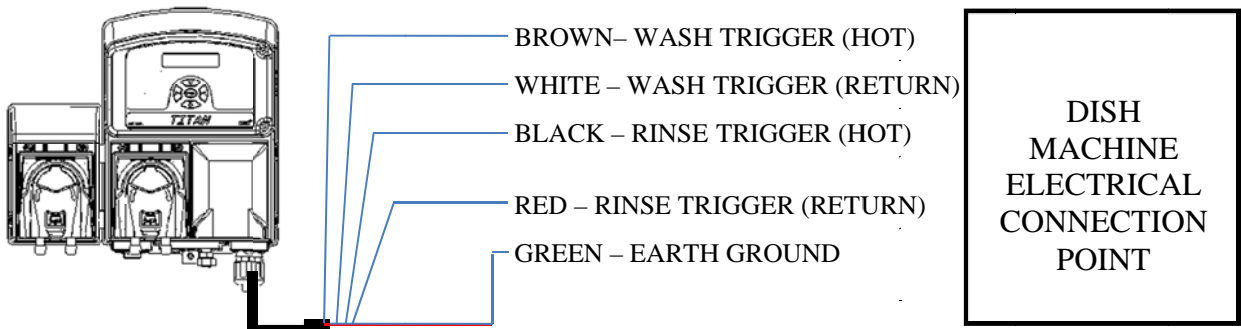 BROWN– WASH TRIGGER (HOT)
WHITE – WASH TRIGGER (RETURN)
BLACK – RINSE TRIGGER (HOT)
RED – RINSE TRIGGER (RETURN)
GREEN – EARTH GROUND
TITAN
DISH
MACHINE
ELECTRICAL
CONNECTION
POINT